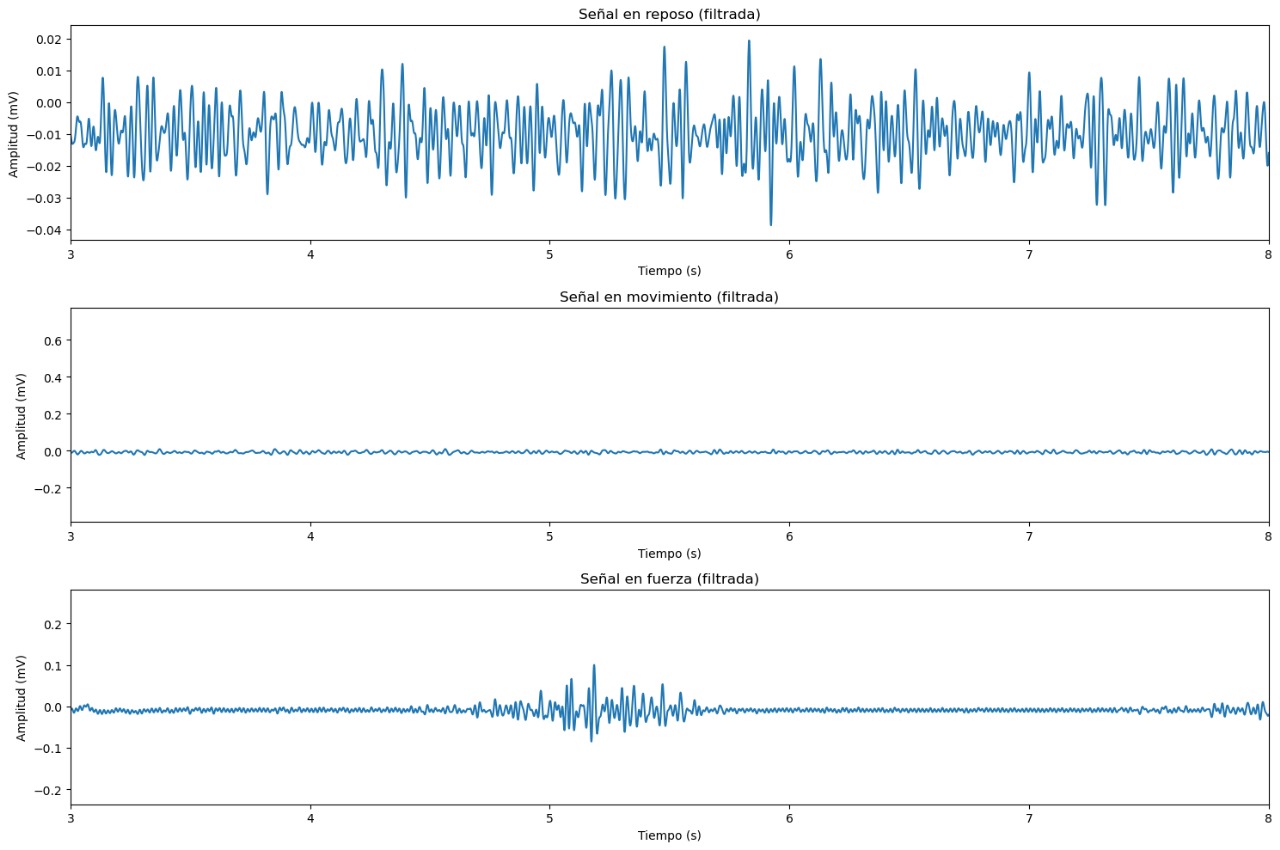 Señal en reposo (filtrada)
0.02
0.01
0.00
−0.01
−0.02
−0.03
−0.04
Amplitud (mV)
3 4 5 6 7 8
Tiempo (s)
Señal en movimiento (filtrada)
0.6
0.4
0.2
0.0
−0.2
Amplitud (mV)
3 4 5 6 7 8
Tiempo (s)
Señal en fuerza (filtrada)
0.2
0.1
0.0
−0.1
−0.2
Amplitud (mV)
3 4 5 6 7 8
Tiempo (s)